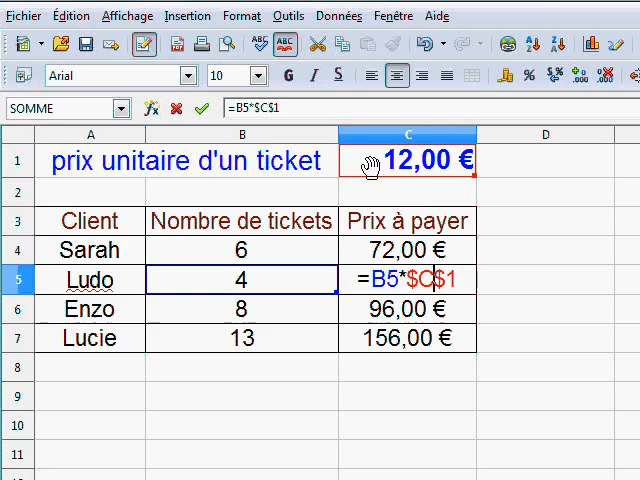 Fichier Édition Affichage Insertion Format Outils Données Fenêtre Aide
ABC ABC
Arial 10 G I S %
SOMME =B5*$C$1
A B C D
1 prix unitaire d'un ticket 12,00 €
2
3 Client Nombre de tickets Prix à payer
4 Sarah 6 72,00 €
5 Ludo 4 =B5*$C$1
6 Enzo 8 96,00 €
7 Lucie 13 156,00 €
8
9
10
11